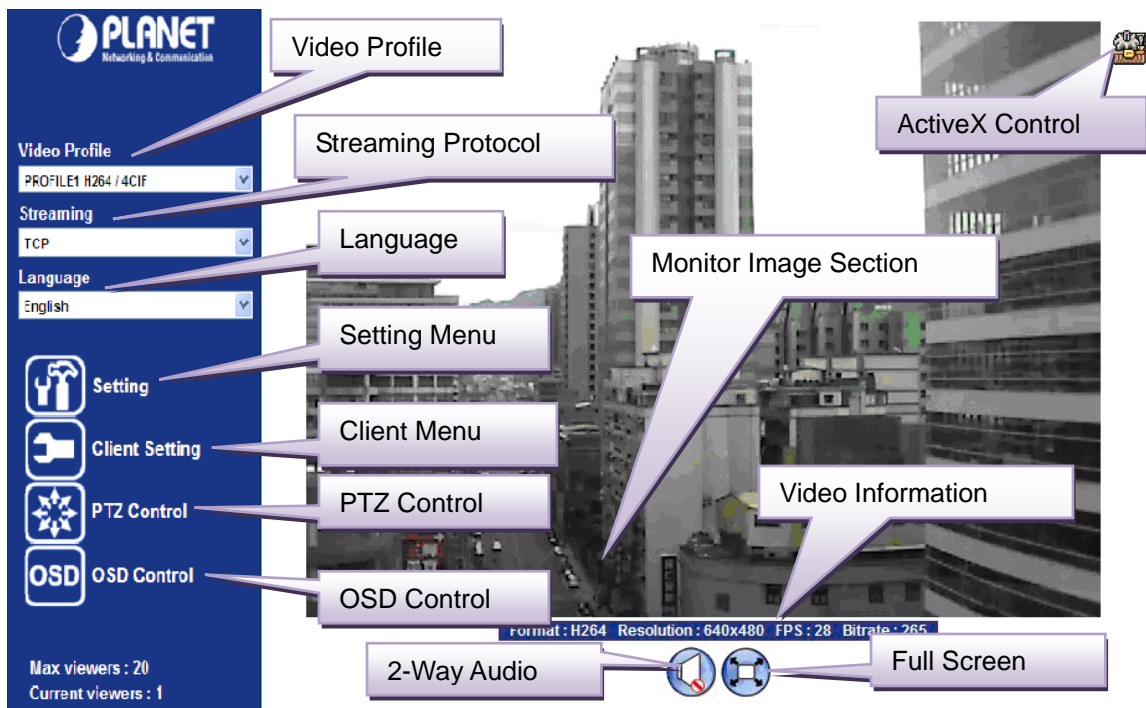 PLANET
Networking & Communication
Video Profile
ActiveX Control
Video Profile
PROFILE1 H264 / 4CIF
Streaming Protocol
Streaming
TCP
Language
Language
English
Monitor Image Section
Setting Menu
Setting
Client Menu
Client Setting
PTZ Control
PTZ Control
Video Information
OSD
OSD Control
OSD Control
Format : H264 Resolution : 640x480 FPS : 28 Bitrate : 265
2-Way Audio
Full Screen
Max viewers : 20
Current viewers : 1